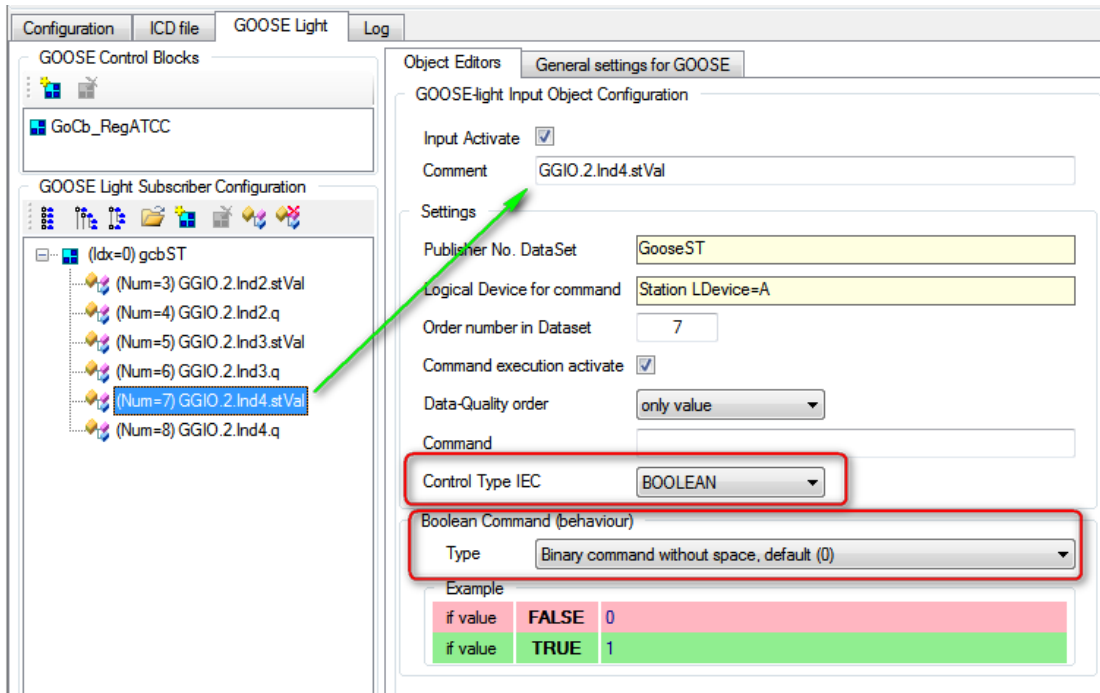 Configuration
ICD file
GOOSE Light
Log
GOOSE Control Blocks
GoCb_RegATCC
GOOSE Light Subscriber Configuration
(Idx=0) gcbST
(Num=3) GGIO.2.Ind2.stVal
(Num=4) GGIO.2.Ind2.q
(Num=5) GGIO.2.Ind3.stVal
(Num=6) GGIO.2.Ind3.q
(Num=7) GGIO.2.Ind4.stVal
(Num=8) GGIO.2.Ind4.q
Object Editors
General settings for GOOSE
GOOSE-light Input Object Configuration
Input Activate
Comment GGIO.2.Ind4.stVal
Settings
Publisher No. DataSet GooseST
Logical Device for command Station LDevice=A
Order number in Dataset 7
Command execution activate
Data-Quality order only value
Command
Control Type IEC BOOLEAN
Boolean Command (behaviour)
Type Binary command without space, default (0)
Example
if value FALSE 0
if value TRUE 1